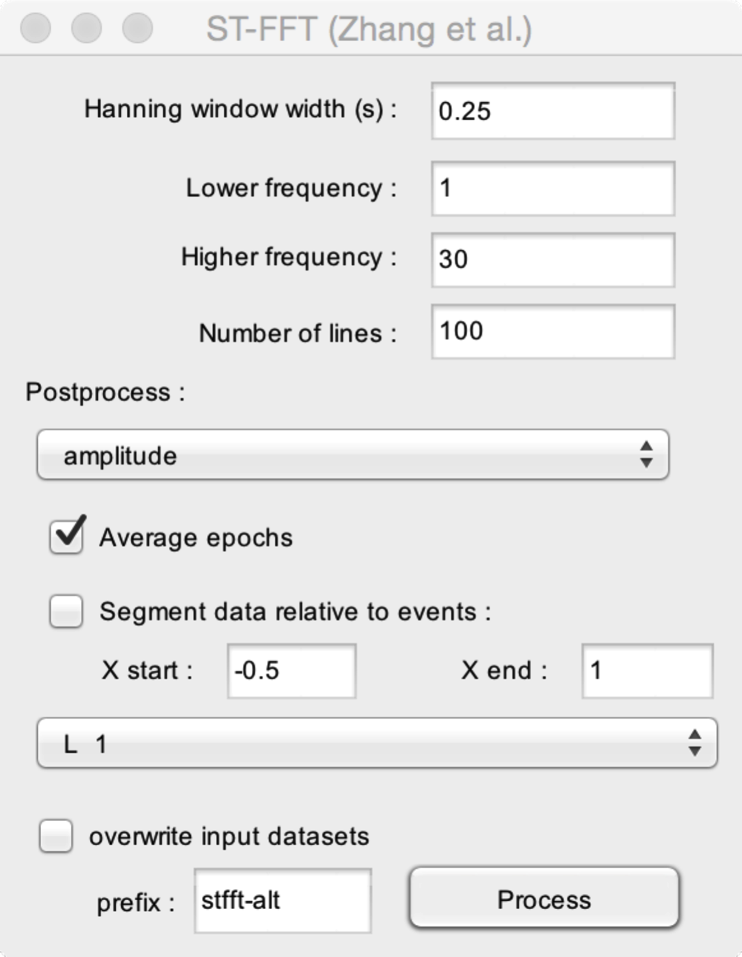 ST-FFT (Zhang et al.)
Hanning window width (s) : 0.25
Lower frequency : 1
Higher frequency : 30
Number of lines : 100
Postprocess :
amplitude
Average epochs
Segment data relative to events :
X start : -0.5 X end : 1
L 1
overwrite input datasets
prefix : stfft-alt Process